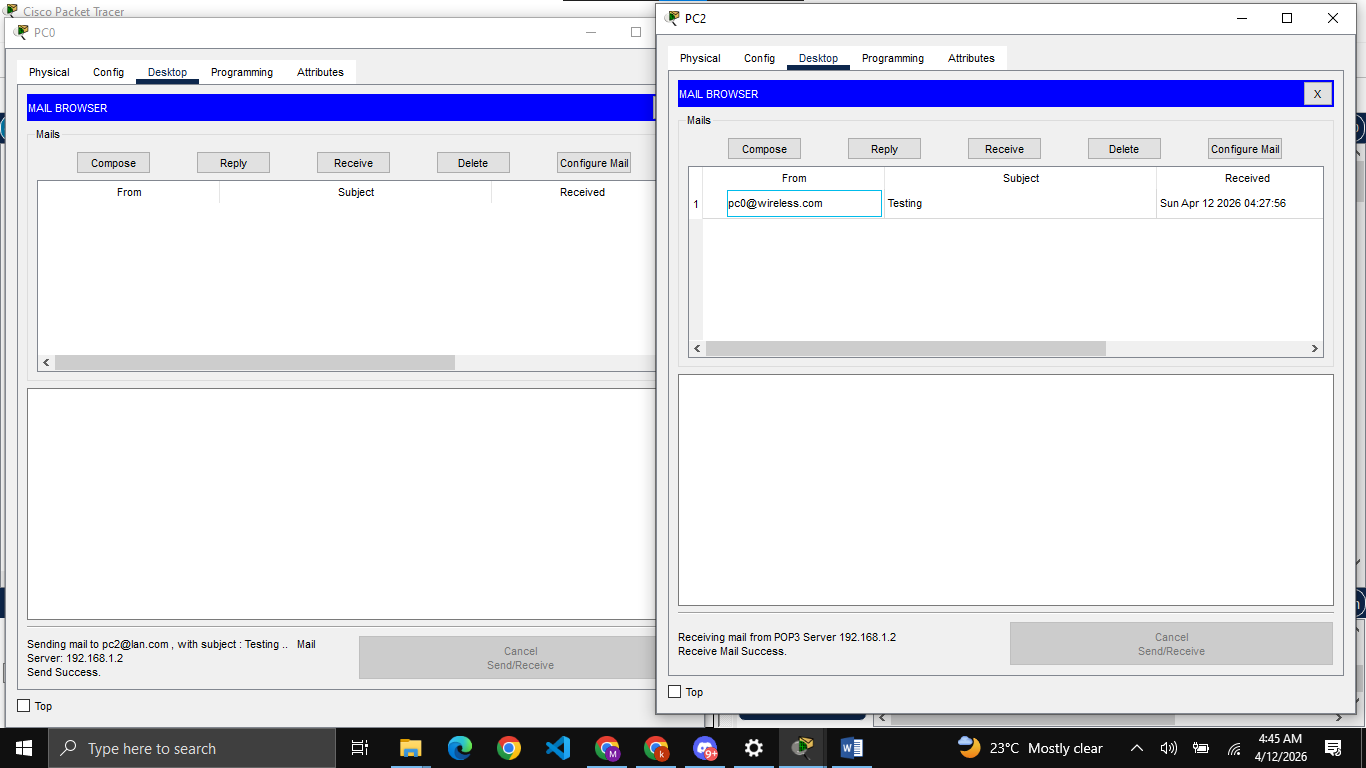 Cisco Packet Tracer
PC0
Physical Config Desktop Programming Attributes
MAIL BROWSER
Mails
Compose Reply Receive Delete Configure Mail
From Subject Received
Sending mail to pc2@lan.com , with subject : Testing .. Mail
Server: 192.168.1.2
Send Success.
Cancel
Send/Receive
Top
PC2
Physical Config Desktop Programming Attributes
MAIL BROWSER
X
Mails
Compose Reply Receive Delete Configure Mail
From Subject Received
1 pc0@wireless.com Testing Sun Apr 12 2026 04:27:56
Receiving mail from POP3 Server 192.168.1.2
Receive Mail Success.
Cancel
Send/Receive
Top
Type here to search
M
k
9+
23°C Mostly clear
4:45 AM
4/12/2026